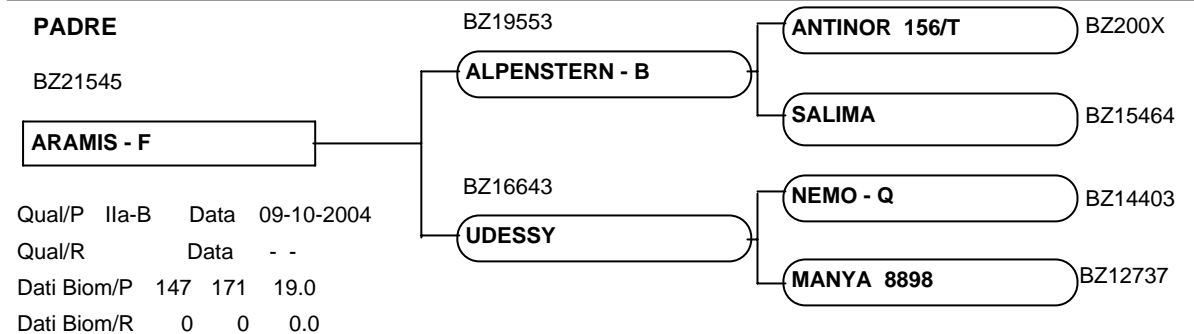 PADRE
BZ21545
ARAMIS - F
Qual/P IIa-B Data 09-10-2004
Qual/R Data - -
Dati Biom/P 147 171 19.0
Dati Biom/R 0 0 0.0
BZ19553
ALPENSTERN - B
BZ16643
UDESSY
ANTINOR 156/T BZ200X
SALIMA BZ15464
NEMO - Q BZ14403
MANYA 8898 BZ12737